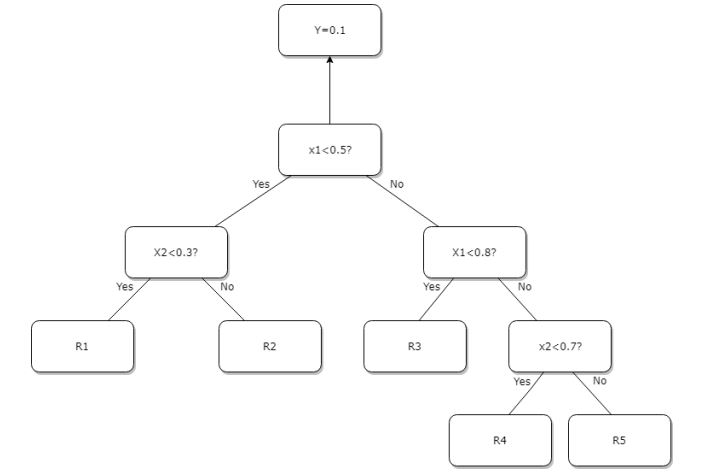 Y=0.1
x1<0.5?
Yes
No
X2<0.3?
X1<0.8?
Yes
No
Yes
No
R1
R2
R3
x2<0.7?
Yes
No
R4
R5